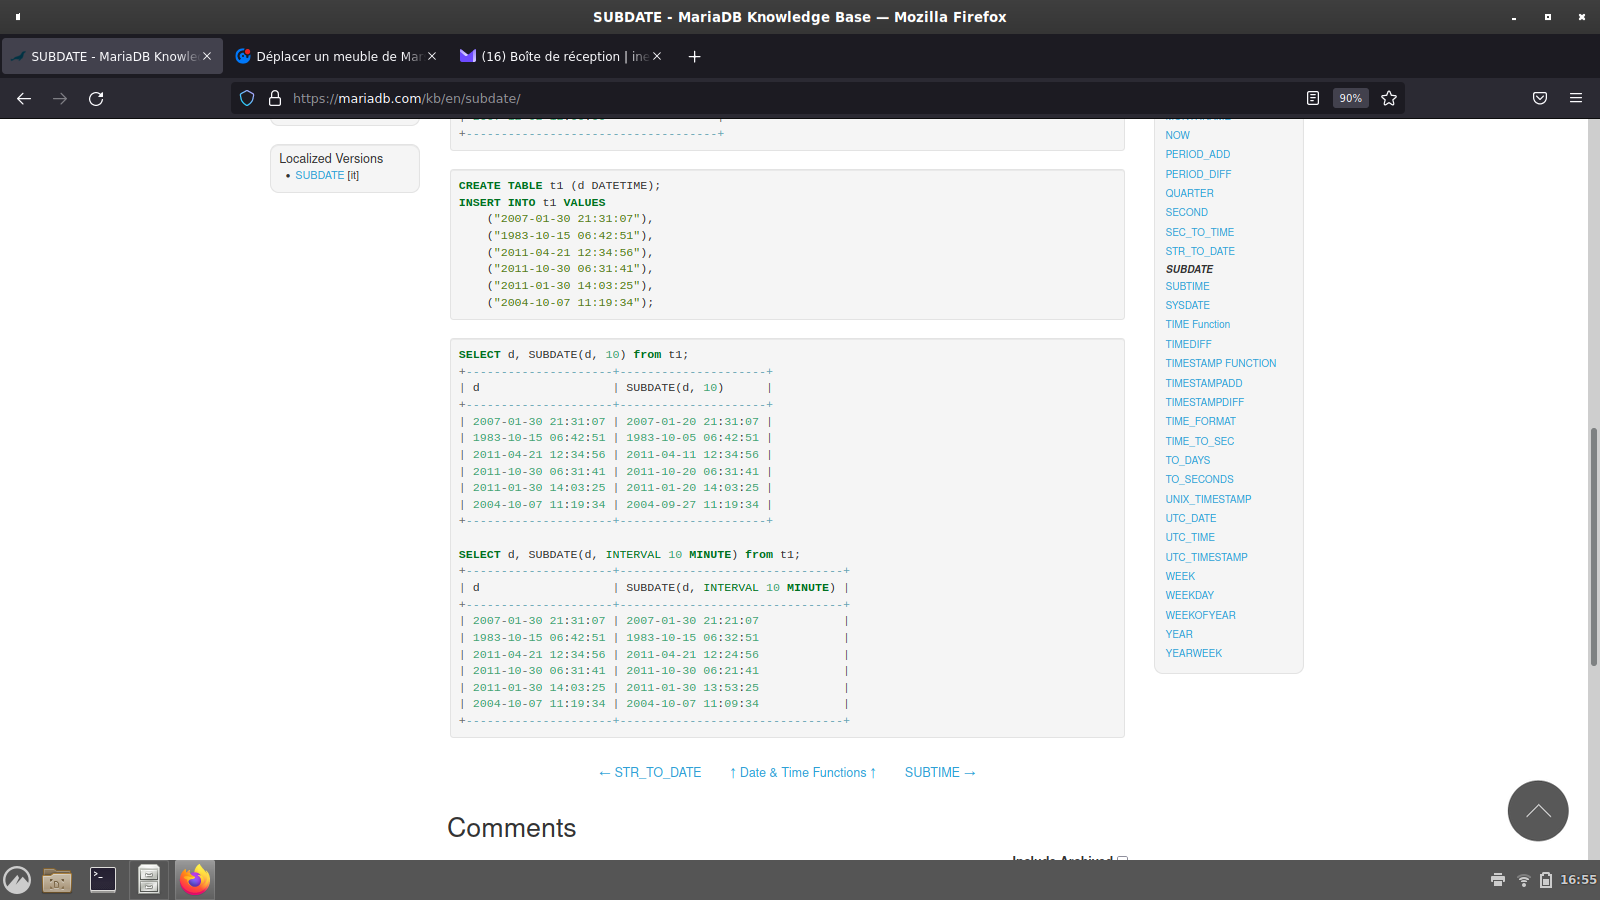 SUBDATE - MariaDB Knowledge Base — Mozilla Firefox
SUBDATE - MariaDB Knowle
Déplacer un meuble de Mar
(16) Boîte de réception | ine
https://mariadb.com/kb/en/subdate/
90%
+------------------------------------+
Localized Versions
• SUBDATE [it]
CREATE TABLE t1 (d DATETIME);
INSERT INTO t1 VALUES
    ("2007-01-30 21:31:07"),
    ("1983-10-15 06:42:51"),
    ("2011-04-21 12:34:56"),
    ("2011-10-30 06:31:41"),
    ("2011-01-30 14:03:25"),
    ("2004-10-07 11:19:34");
SELECT d, SUBDATE(d, 10) from t1;
+---------------------+---------------------+
| d                   | SUBDATE(d, 10)      |
+---------------------+---------------------+
| 2007-01-30 21:31:07 | 2007-01-20 21:31:07 |
| 1983-10-15 06:42:51 | 1983-10-05 06:42:51 |
| 2011-04-21 12:34:56 | 2011-04-11 12:34:56 |
| 2011-10-30 06:31:41 | 2011-10-20 06:31:41 |
| 2011-01-30 14:03:25 | 2011-01-20 14:03:25 |
| 2004-10-07 11:19:34 | 2004-09-27 11:19:34 |
+---------------------+---------------------+
SELECT d, SUBDATE(d, INTERVAL 10 MINUTE) from t1;
+---------------------+--------------------------------+
| d                   | SUBDATE(d, INTERVAL 10 MINUTE) |
+---------------------+--------------------------------+
| 2007-01-30 21:31:07 | 2007-01-30 21:21:07            |
| 1983-10-15 06:42:51 | 1983-10-15 06:32:51            |
| 2011-04-21 12:34:56 | 2011-04-21 12:24:56            |
| 2011-10-30 06:31:41 | 2011-10-30 06:21:41            |
| 2011-01-30 14:03:25 | 2011-01-30 13:53:25            |
| 2004-10-07 11:19:34 | 2004-10-07 11:09:34            |
+---------------------+--------------------------------+
← STR_TO_DATE ↑ Date & Time Functions ↑ SUBTIME →
Comments
Include Archived
NOW
PERIOD_ADD
PERIOD_DIFF
QUARTER
SECOND
SEC_TO_TIME
STR_TO_DATE
SUBDATE
SUBTIME
SYSDATE
TIME Function
TIMEDIFF
TIMESTAMP FUNCTION
TIMESTAMPADD
TIMESTAMPDIFF
TIME_FORMAT
TIME_TO_SEC
TO_DAYS
TO_SECONDS
UNIX_TIMESTAMP
UTC_DATE
UTC_TIME
UTC_TIMESTAMP
WEEK
WEEKDAY
WEEKOFYEAR
YEAR
YEARWEEK
16:55